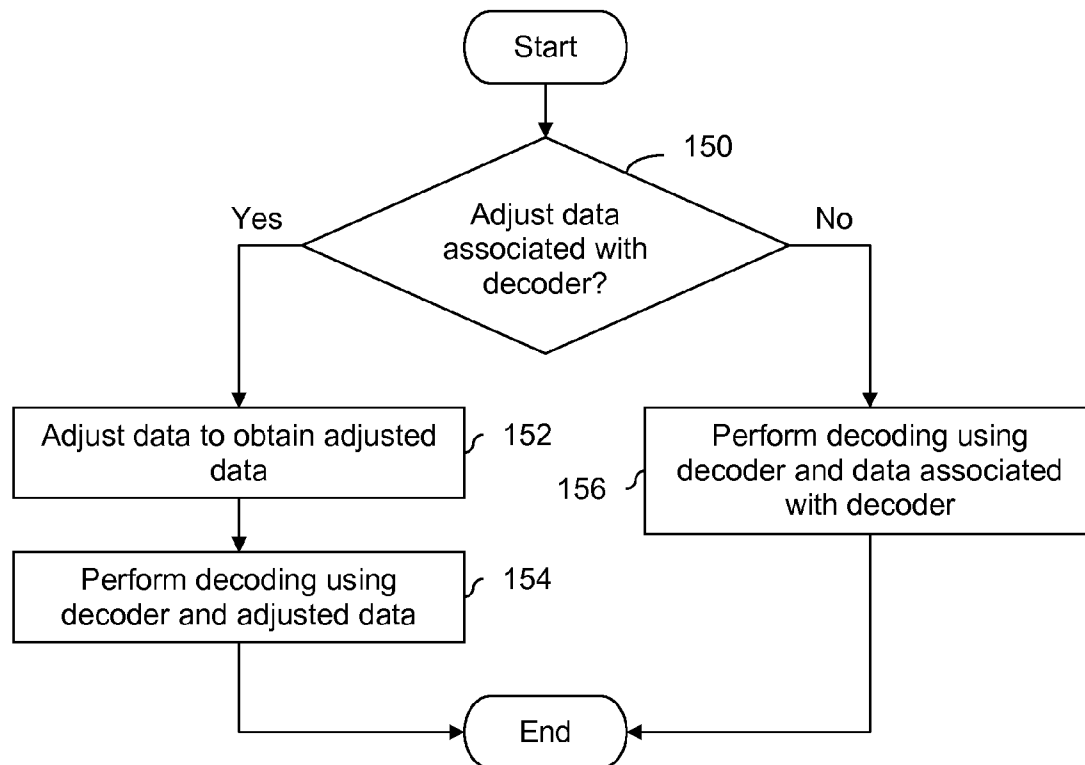 Start
150
Adjust data
associated with
decoder?
Yes
No
Adjust data to obtain adjusted
data
152
Perform decoding using
decoder and data associated
with decoder
156
Perform decoding using
decoder and adjusted data
154
End